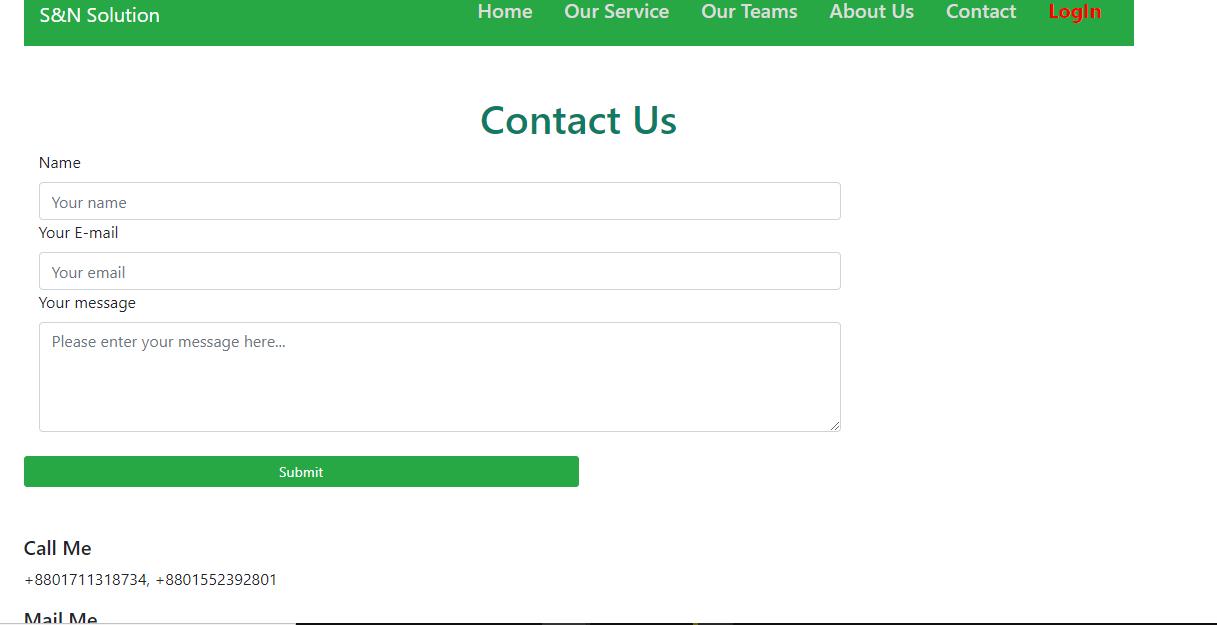 S&N Solution Home Our Service Our Teams About Us Contact LogIn
Contact Us
Name
Your name
Your E-mail
Your email
Your message
Please enter your message here...
Submit
Call Me
+8801711318734, +8801552392801
Mail Me